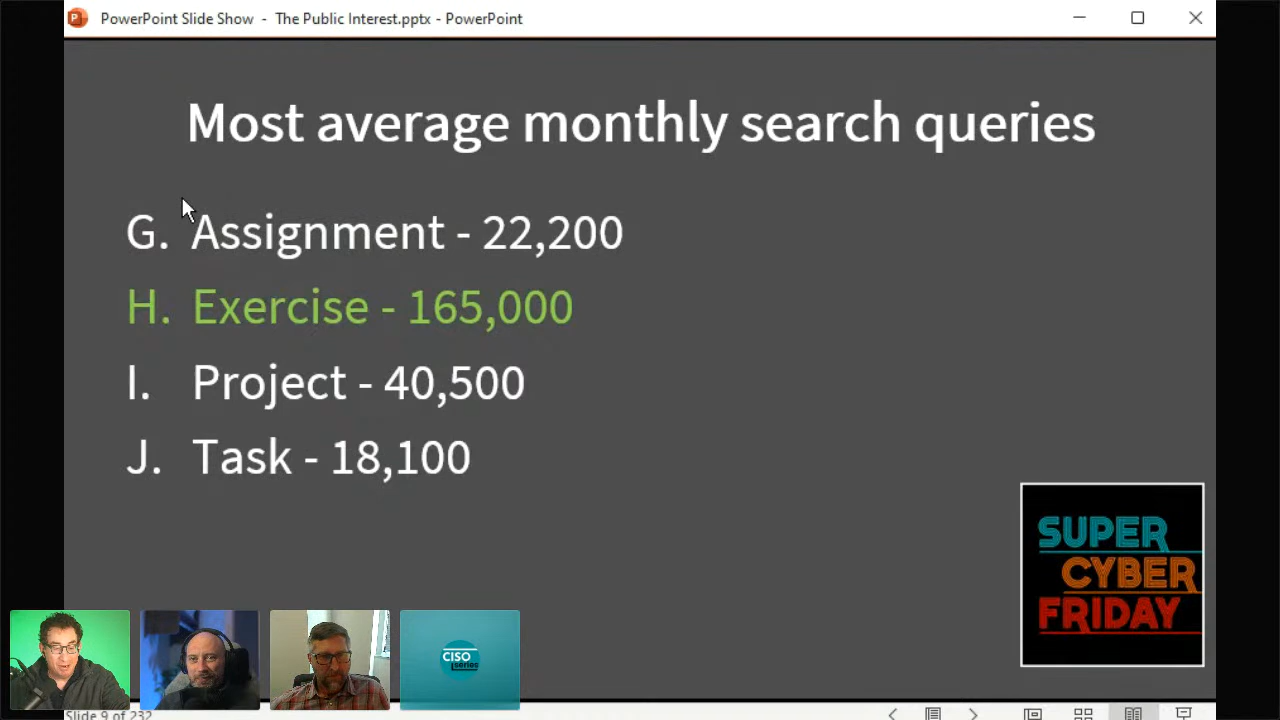 PowerPoint Slide Show - The Public Interest.pptx - PowerPoint
Most average monthly search queries
G. Assignment - 22,200
H. Exercise - 165,000
I. Project - 40,500
J. Task - 18,100
SUPER
CYBER
FRIDAY
CISO
series
Slide 9 of 232